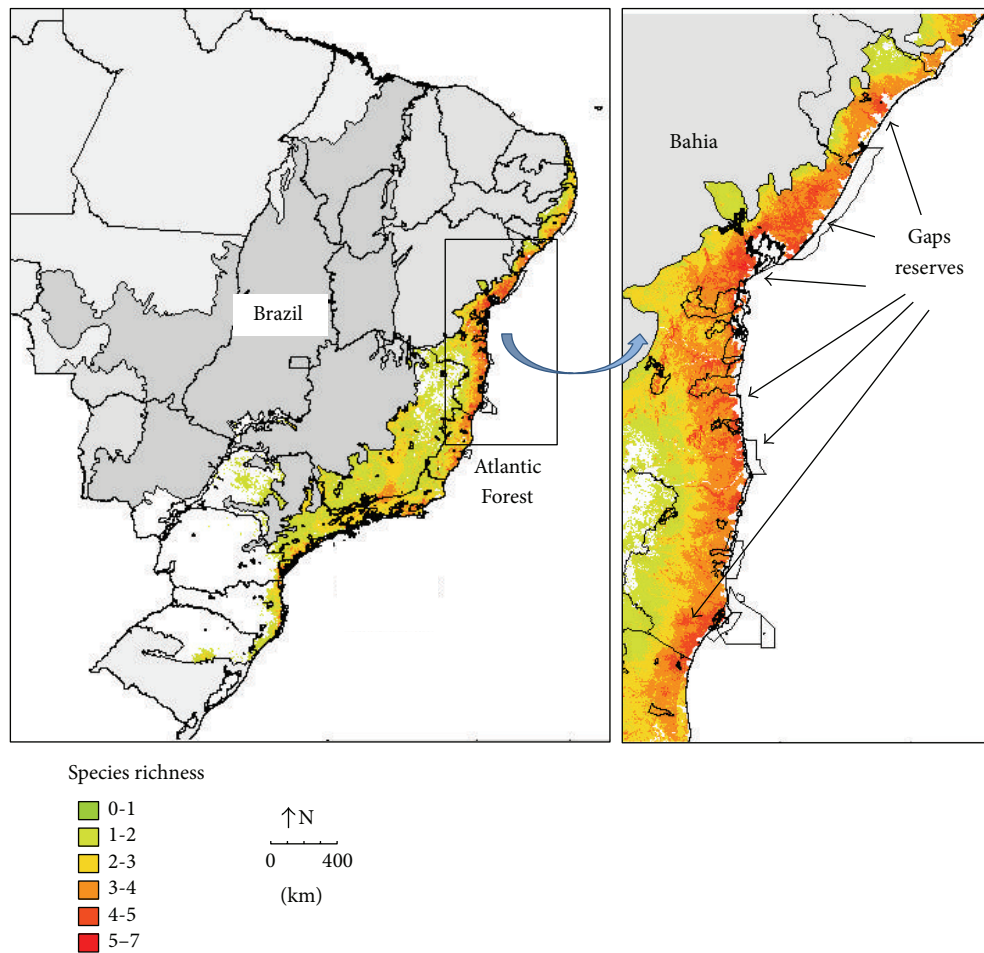 Brazil
Atlantic
Forest
Bahia
Gaps
reserves
Species richness
0-1
1-2
2-3
3-4
4-5
5–7
↑N
0 400
(km)